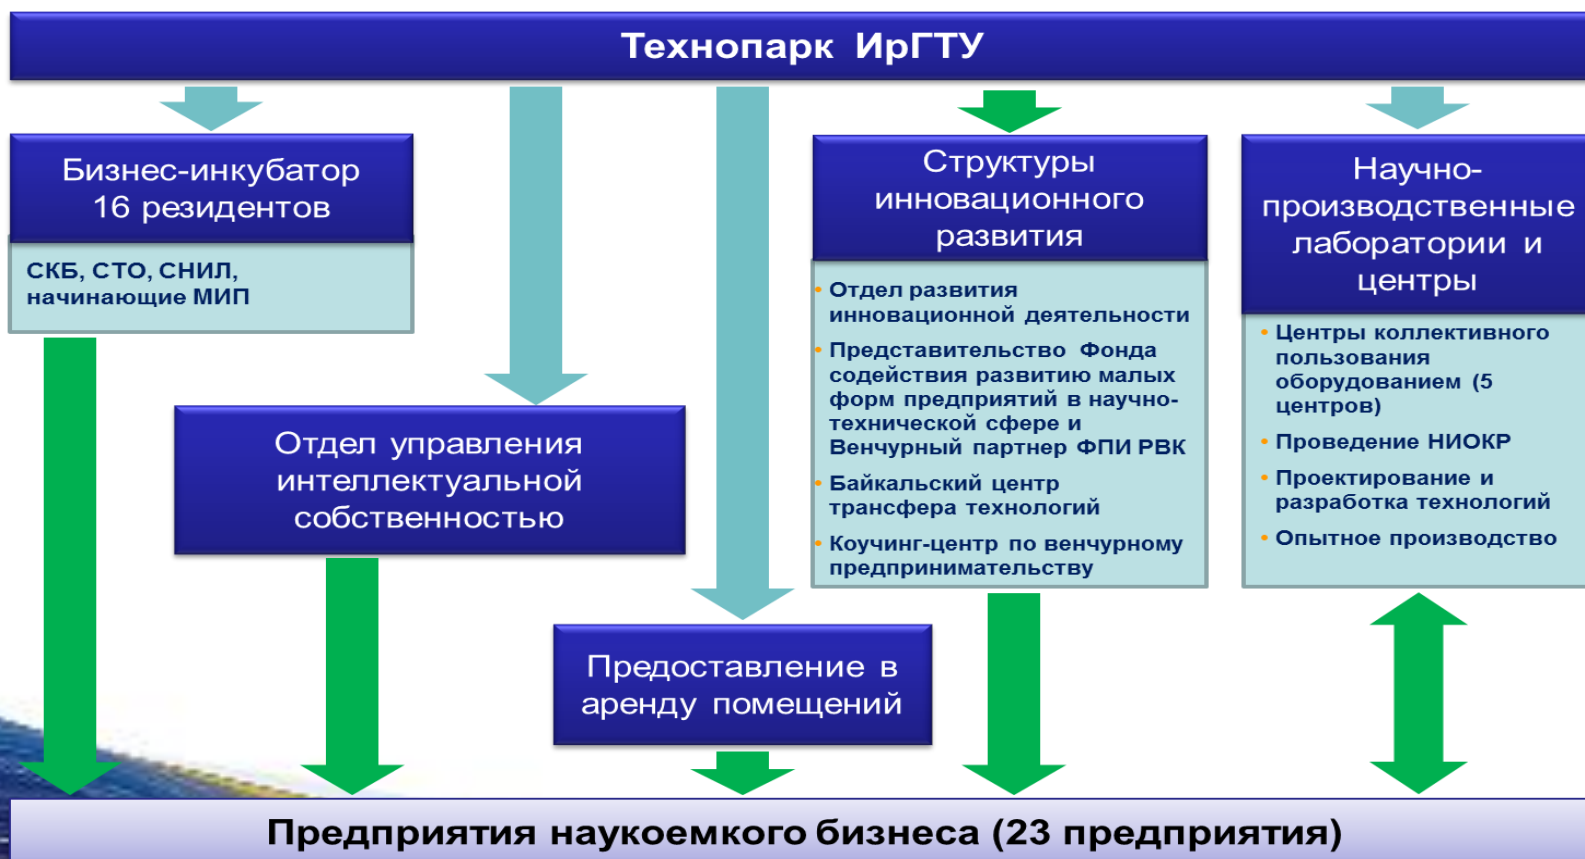 Технопарк ИрГТУ
Бизнес-инкубатор
16 резидентов
СКБ, СТО, СНИЛ,
начинающие МИП
Отдел управления
интеллектуальной
собственностью
Предоставление в
аренду помещений
Структуры
инновационного
развития
• Отдел развития
инновационной деятельности
• Представительство Фонда
содействия развитию малых
форм предприятий в научно-
технической сфере и
Венчурный партнер ФПИ РВК
• Байкальский центр
трансфера технологий
• Коучинг-центр по венчурному
предпринимательству
Научно-
производственные
лаборатории и
центры
• Центры коллективного
пользования
оборудованием (5
центров)
• Проведение НИОКР
• Проектирование и
разработка технологий
• Опытное производство
Предприятия наукоемкого бизнеса (23 предприятия)